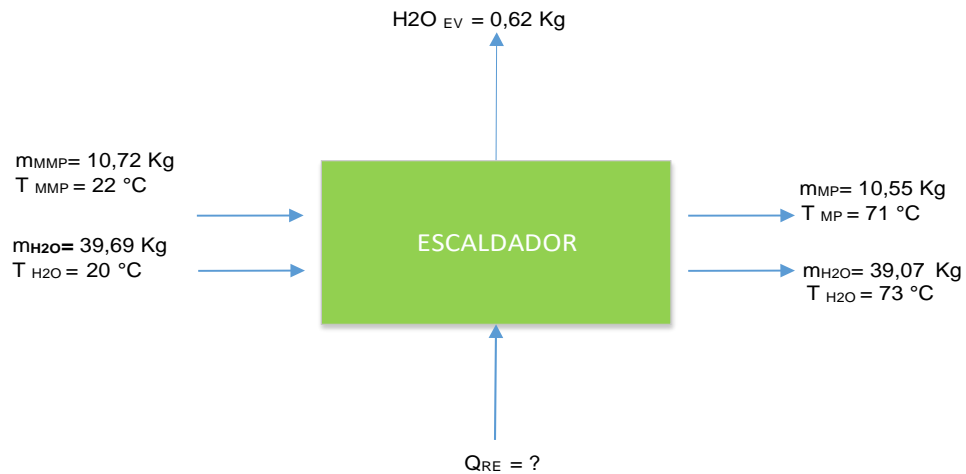 H2O EV = 0,62 Kg
mMMP= 10,72 Kg
T MMP = 22 °C
mH2O= 39,69 Kg
T H2O = 20 °C
ESCALDADOR
mMP= 10,55 Kg
T MP = 71 °C
mH2O= 39,07 Kg
T H2O = 73 °C
QRE = ?